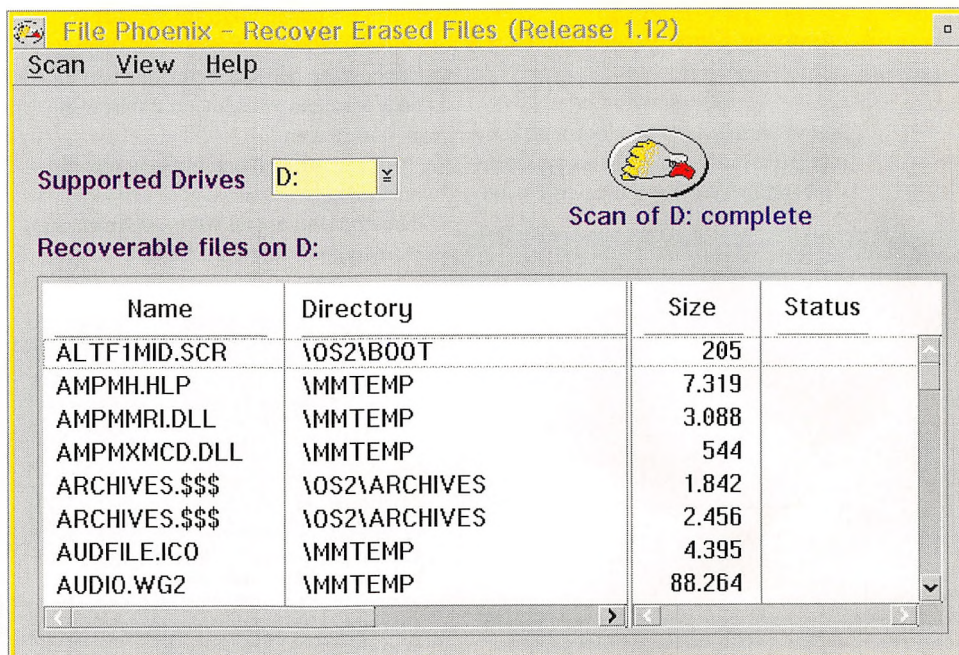 File Phoenix - Recover Erased Files (Release 1.12)
Scan View Help
Supported Drives D:
Scan of D: complete
Recoverable files on D:
Name Directory Size Status
ALTF1MID.SCR \OS2\BOOT 205
AMPMH.HLP \MMTEMP 7.319
AMPMMRI.DLL \MMTEMP 3.088
AMPMXMCD.DLL \MMTEMP 544
ARCHIVES.$$$ \OS2\ARCHIVES 1.842
ARCHIVES.$$$ \OS2\ARCHIVES 2.456
AUDFILE.ICO \MMTEMP 4.395
AUDIO.WG2 \MMTEMP 88.264